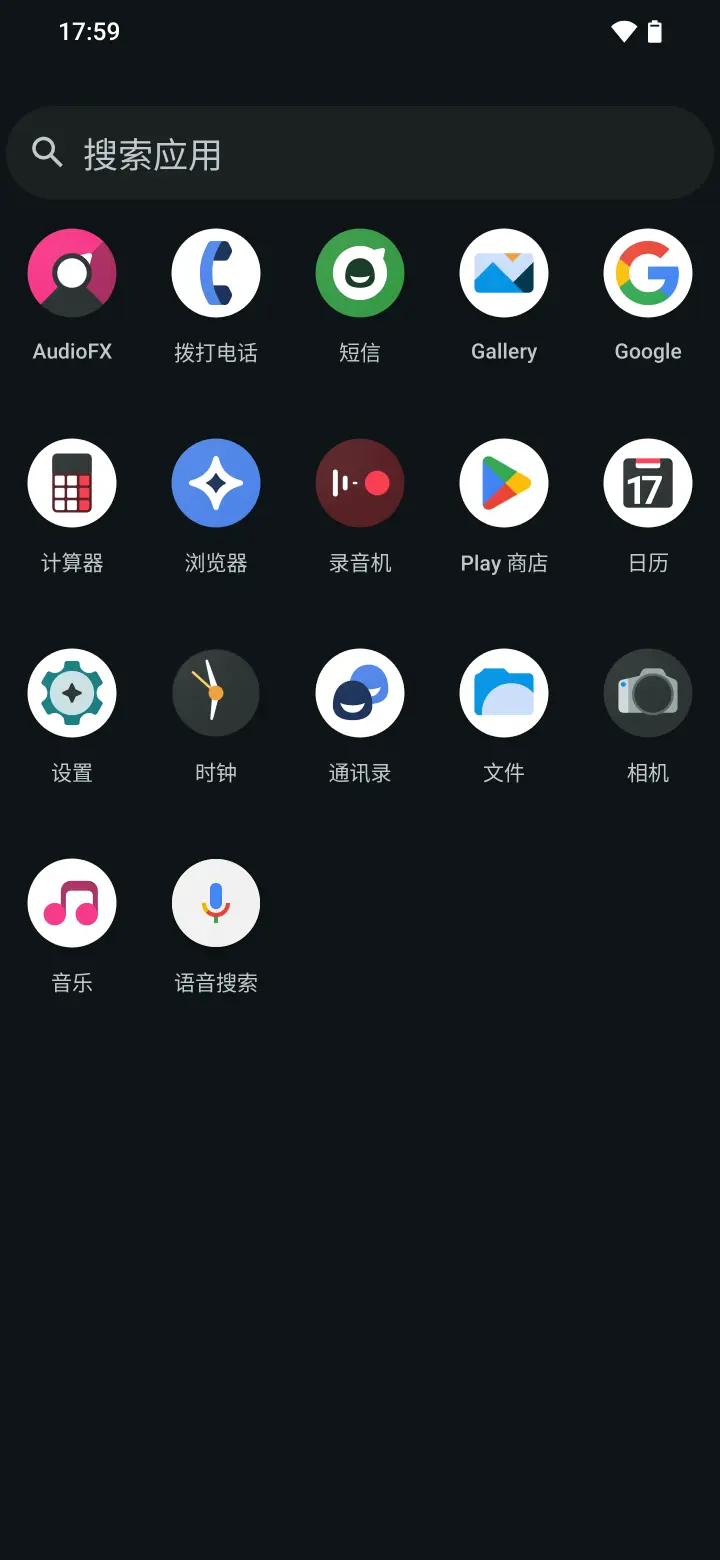 17:59
搜索应用
AudioFX
拨打电话
短信
Gallery
Google
计算器
浏览器
录音机
Play 商店
17
日历
设置
时钟
通讯录
文件
相机
音乐
语音搜索